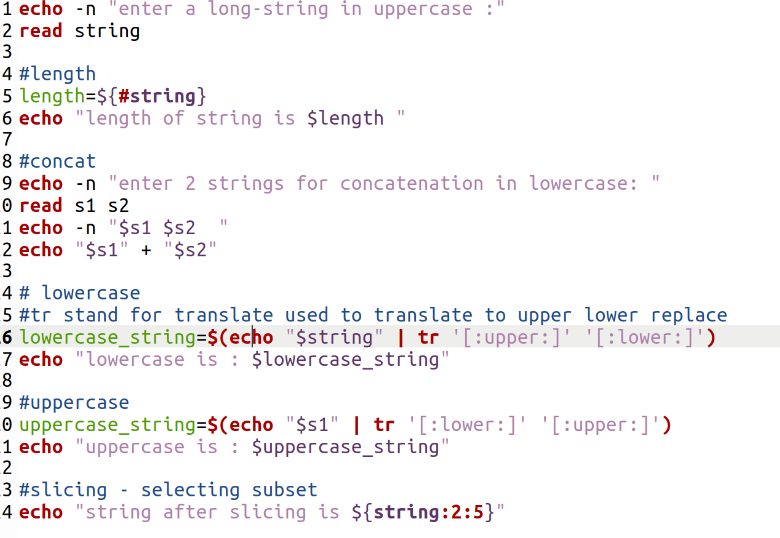 1 echo -n "enter a long-string in uppercase :"
2 read string
3
4 #length
5 length=${#string}
6 echo "length of string is $length "
7
8 #concat
9 echo -n "enter 2 strings for concatenation in lowercase: "
0 read s1 s2
1 echo -n "$s1 $s2  "
2 echo "$s1" + "$s2"
3
4 # lowercase
5 #tr stand for translate used to translate to upper lower replace
6 lowercase_string=$(echo "$string" | tr '[:upper:]' '[:lower:]')
7 echo "lowercase is : $lowercase_string"
8
9 #uppercase
0 uppercase_string=$(echo "$s1" | tr '[:lower:]' '[:upper:]')
1 echo "uppercase is : $uppercase_string"
2
3 #slicing - selecting subset
4 echo "string after slicing is ${string:2:5}"